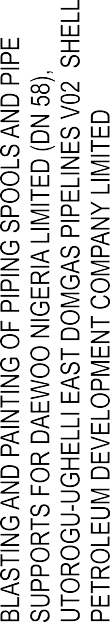 BLASTING AND PAINTING OF PIPING SPOOLS AND PIPE
SUPPORTS FOR DAEWOO NIGERIA LIMITED (DN 58),
UTOROGU-UGHELLI EAST DOMGAS PIPELINES V02 SHELL
PETROLEUM DEVELOPMENT COMPANY LIMITED